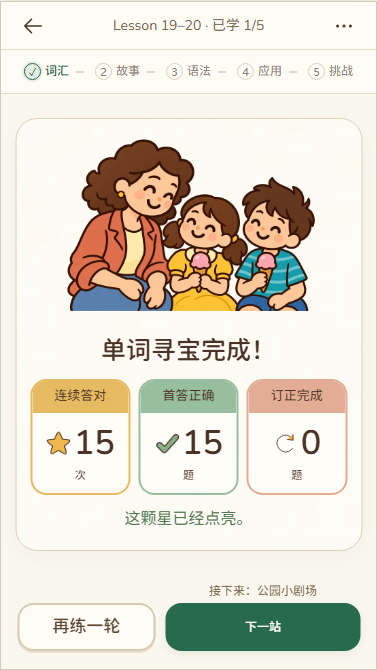 Lesson 19–20 · 已学 1/5
✓ 词汇 – 2 故事 – 3 语法 – 4 应用 – 5 挑战
单词寻宝完成！
连续答对 首答正确 订正完成
15 15 0
次 题 题
这颗星已经点亮。
接下来：公园小剧场
再练一轮 下一站